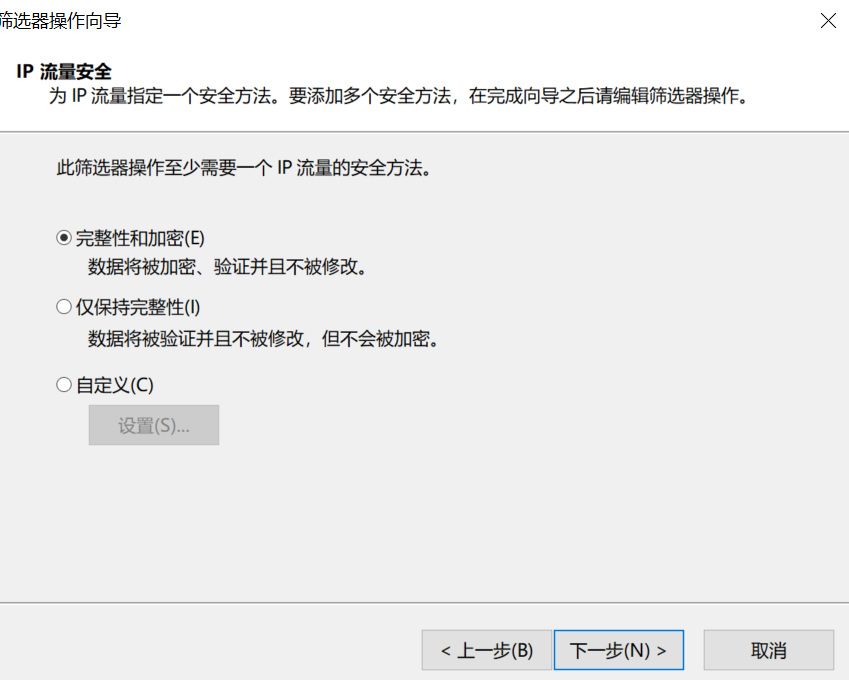 筛选器操作向导
IP 流量安全
为 IP 流量指定一个安全方法。要添加多个安全方法，在完成向导之后请编辑筛选器操作。
此筛选器操作至少需要一个 IP 流量的安全方法。
完整性和加密(E)
数据将被加密、验证并且不被修改。
仅保持完整性(I)
数据将被验证并且不被修改，但不会被加密。
自定义(C)
设置(S)...
< 上一步(B) 下一步(N) > 取消